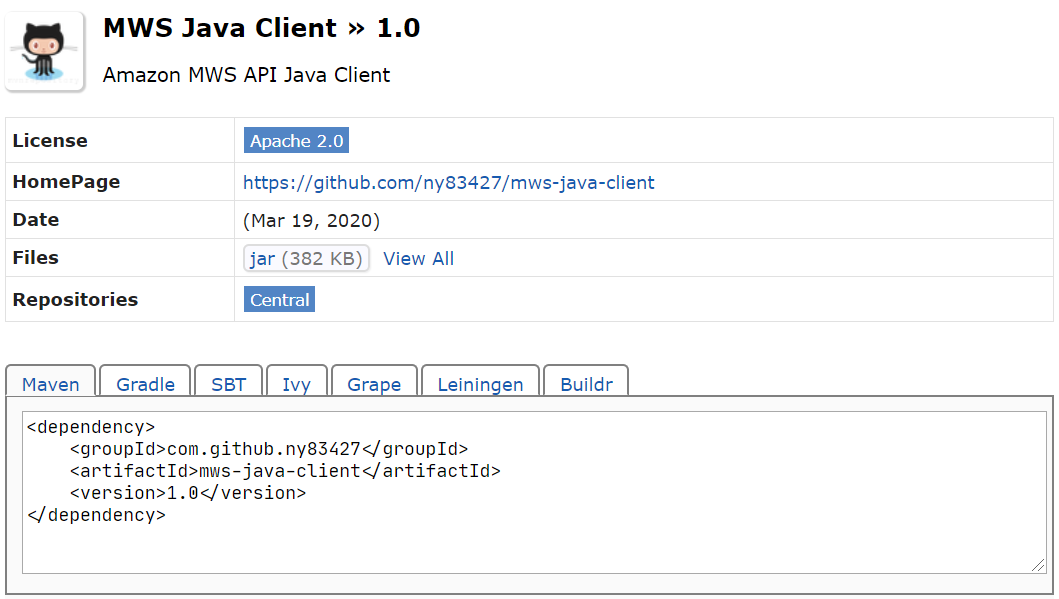 MWS Java Client » 1.0
Amazon MWS API Java Client
License Apache 2.0
HomePage https://github.com/ny83427/mws-java-client
Date (Mar 19, 2020)
Files jar (382 KB) View All
Repositories Central
Maven Gradle SBT Ivy Grape Leiningen Buildr
<dependency>
    <groupId>com.github.ny83427</groupId>
    <artifactId>mws-java-client</artifactId>
    <version>1.0</version>
</dependency>